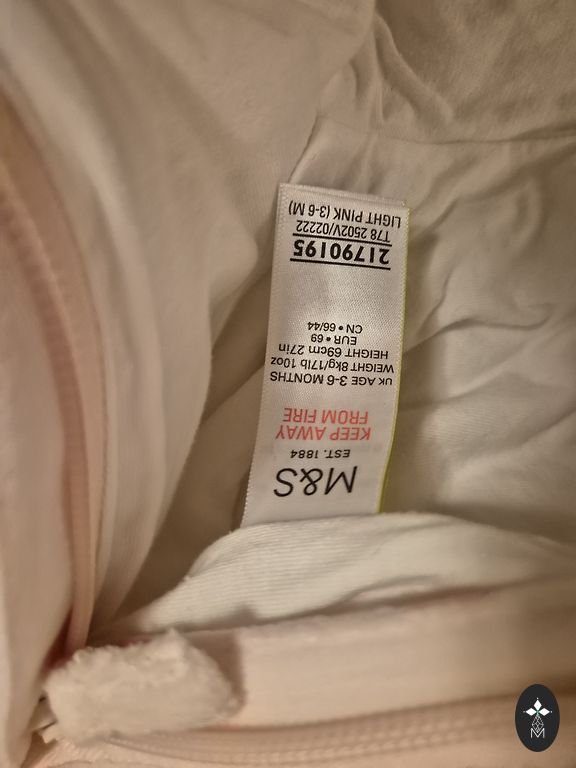 M&S
EST. 1884
KEEP AWAY
FROM FIRE
UK AGE 3-6 MONTHS
WEIGHT 8kg/17lb 10oz
HEIGHT 69cm 27in
EUR • 69
CN • 66/44
21790195
T78 2502V/02222
LIGHT PINK (3-6 M)
M